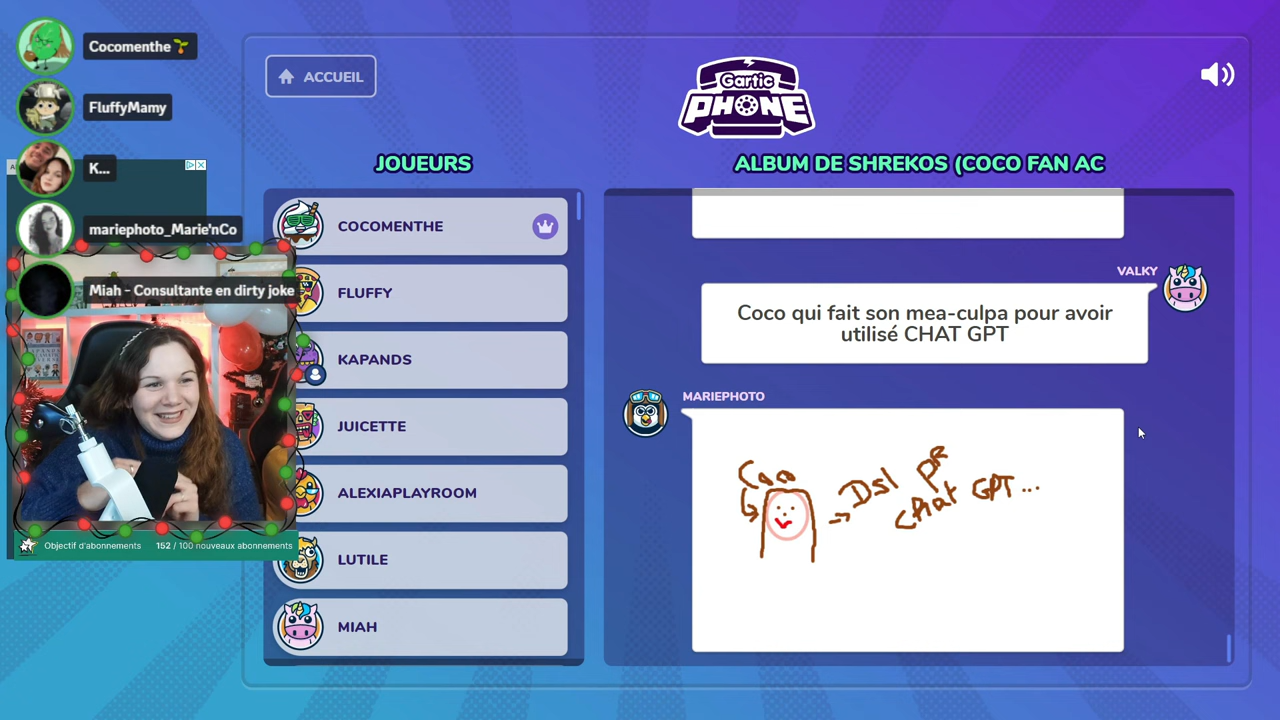 Cocomenthe
FluffyMamy
K...
mariephoto_Marie'nCo
Miah - Consultante en dirty joke
Objectif d'abonnements 152 / 100 nouveaux abonnements
ACCUEIL
Gartic
PHONE
JOUEURS
COCOMENTHE
FLUFFY
KAPANDS
JUICETTE
ALEXIAPLAYROOM
LUTILE
MIAH
ALBUM DE SHREKOS (COCO FAN AC
VALKY
Coco qui fait son mea-culpa pour avoir
utilisé CHAT GPT
MARIEPHOTO
Coco
Dsl pr
chat GPT...